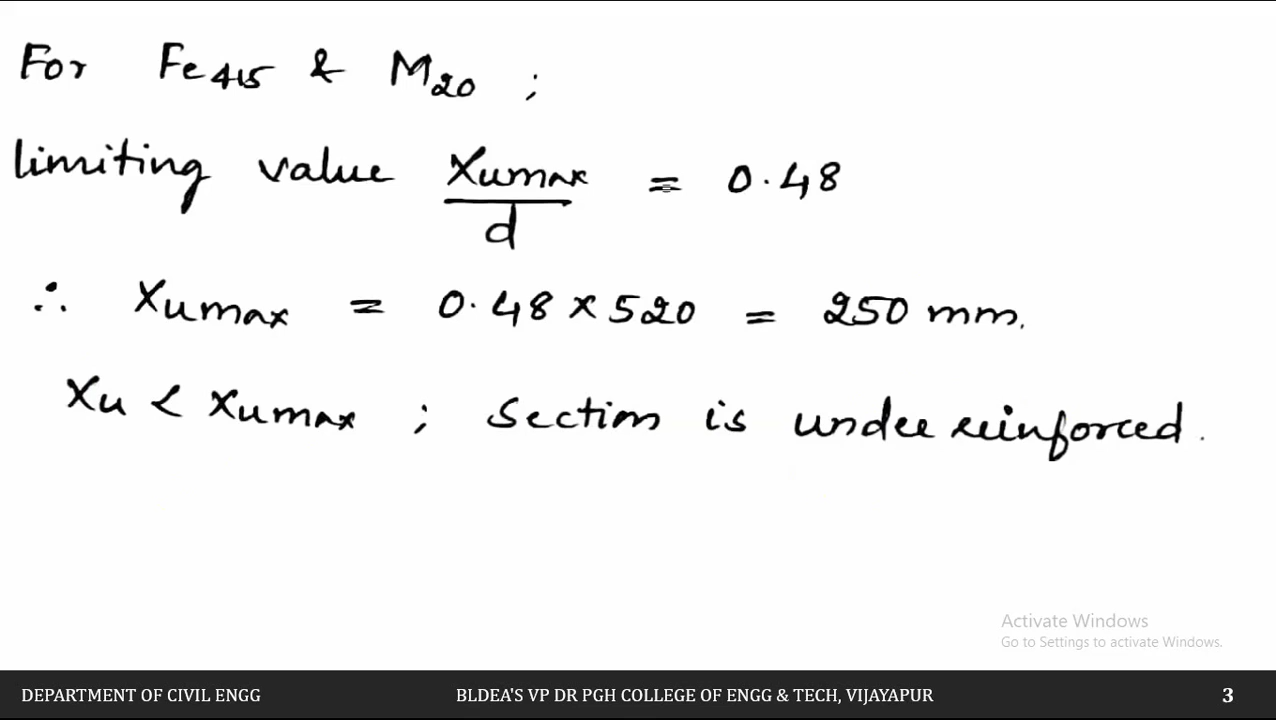 For Fe415 & M20 ;
limiting value xumax/d = 0.48
∴ xumax = 0.48 × 520 = 250 mm.
xu < xumax ; section is under reinforced.
Activate Windows
Go to Settings to activate Windows.
DEPARTMENT OF CIVIL ENGG BLDEA'S VP DR PGH COLLEGE OF ENGG & TECH, VIJAYAPUR 3